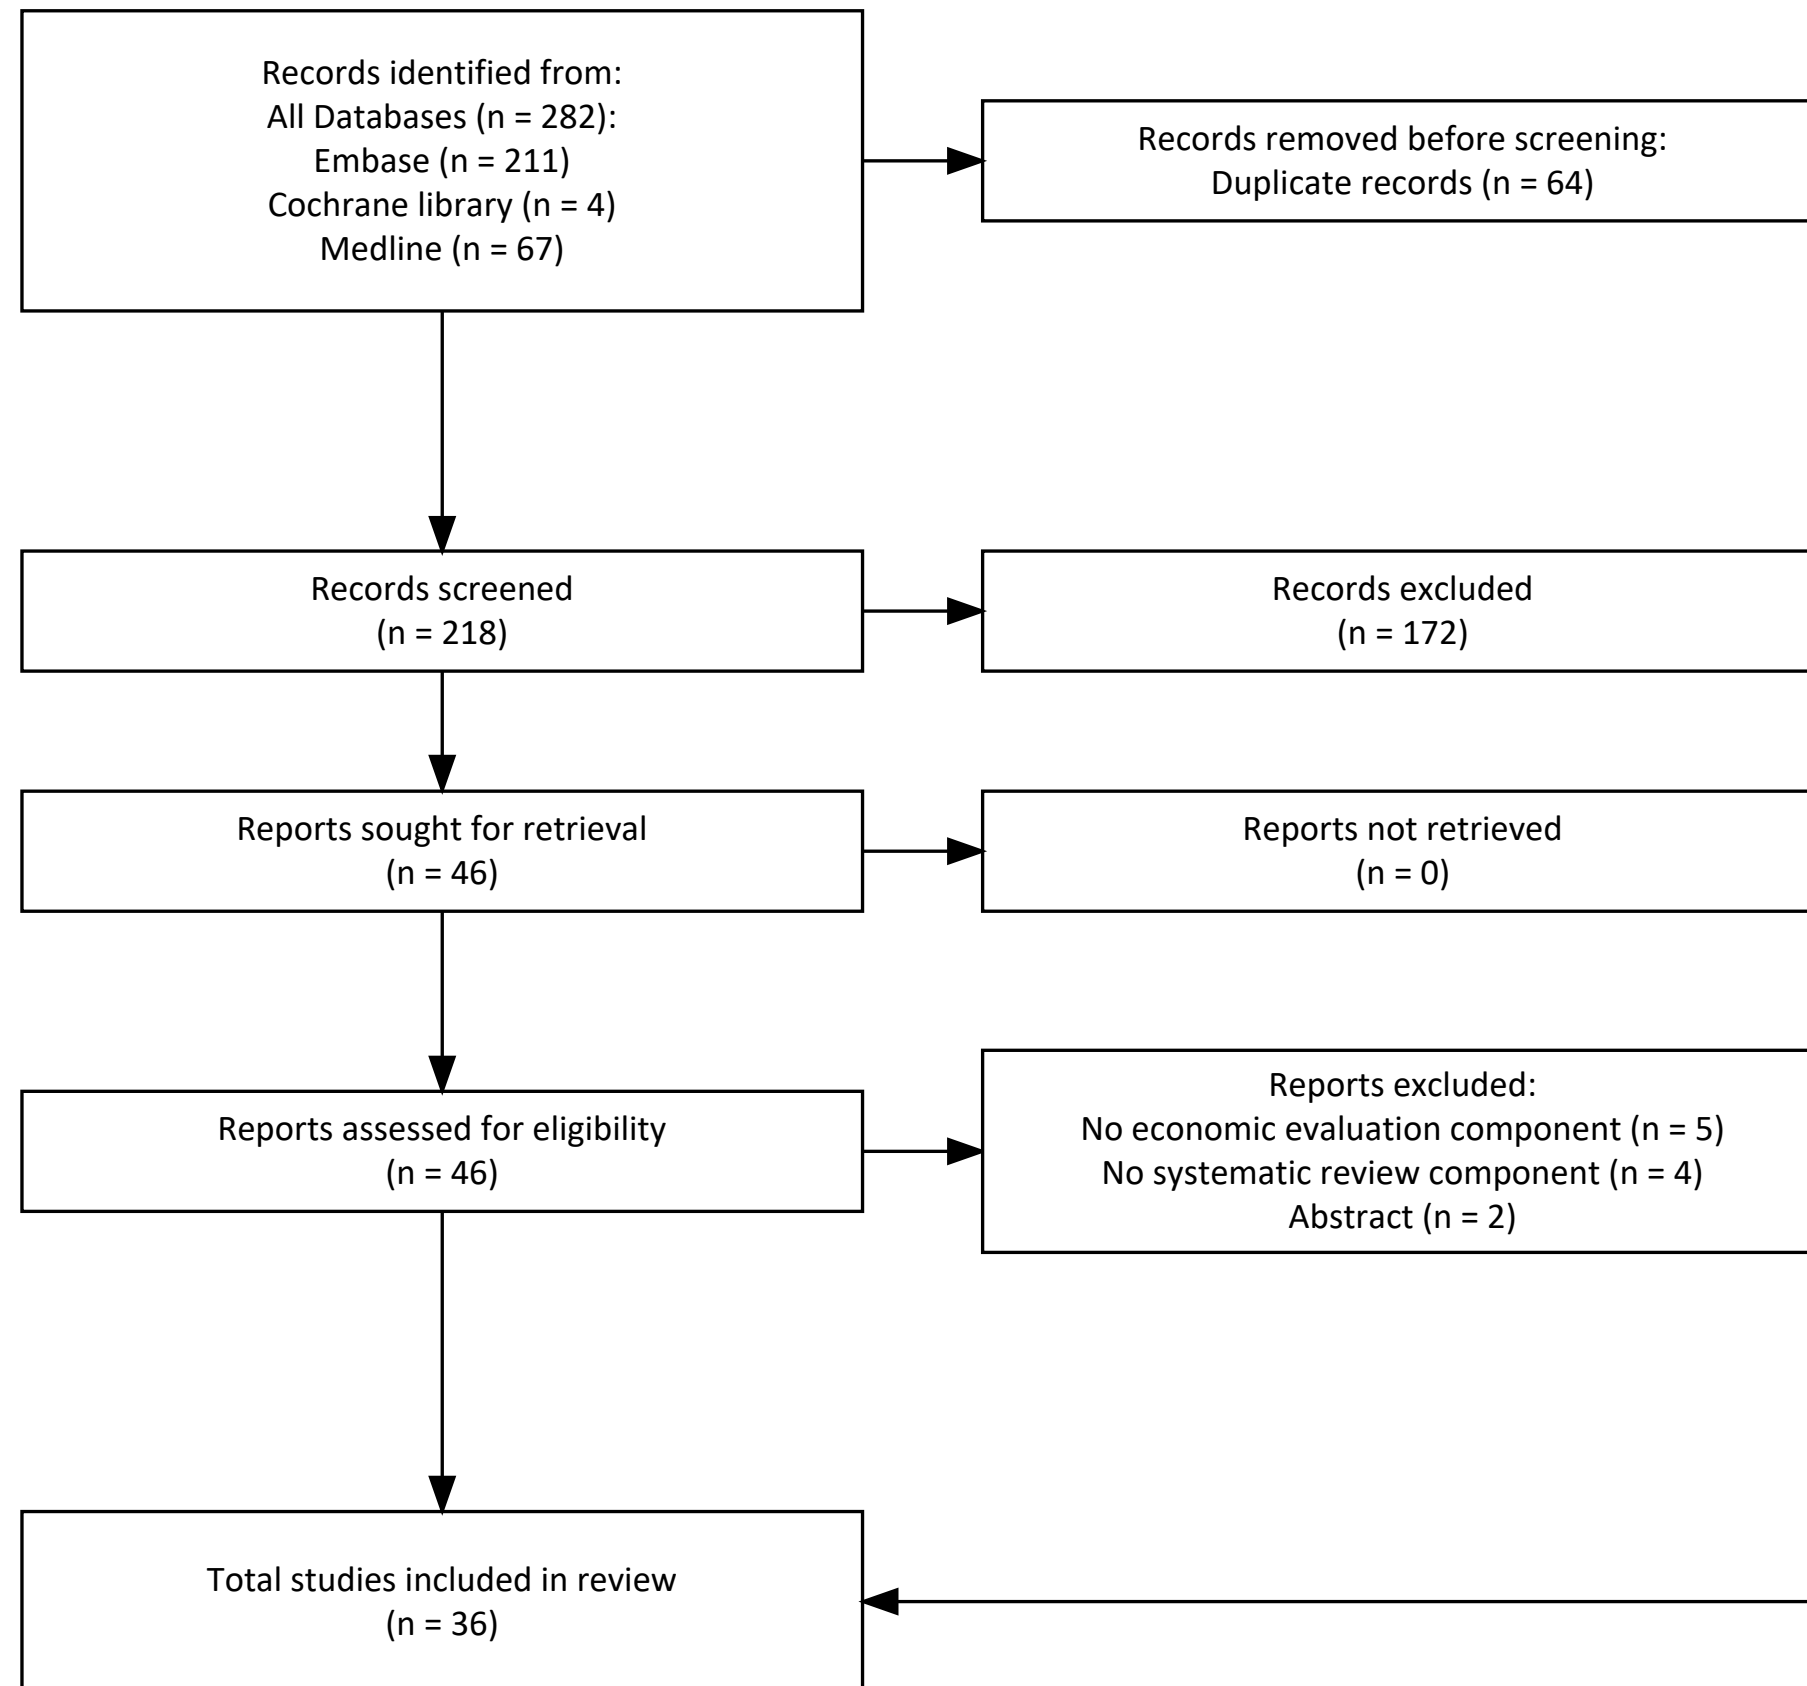 Records identified from:
All Databases (n = 282):
Embase (n = 211)
Cochrane library (n = 4)
Medline (n = 67)
Records removed before screening:
Duplicate records (n = 64)
Records screened
(n = 218)
Records excluded
(n = 172)
Reports sought for retrieval
(n = 46)
Reports not retrieved
(n = 0)
Reports assessed for eligibility
(n = 46)
Reports excluded:
No economic evaluation component (n = 5)
No systematic review component (n = 4)
Abstract (n = 2)
Total studies included in review
(n = 36)